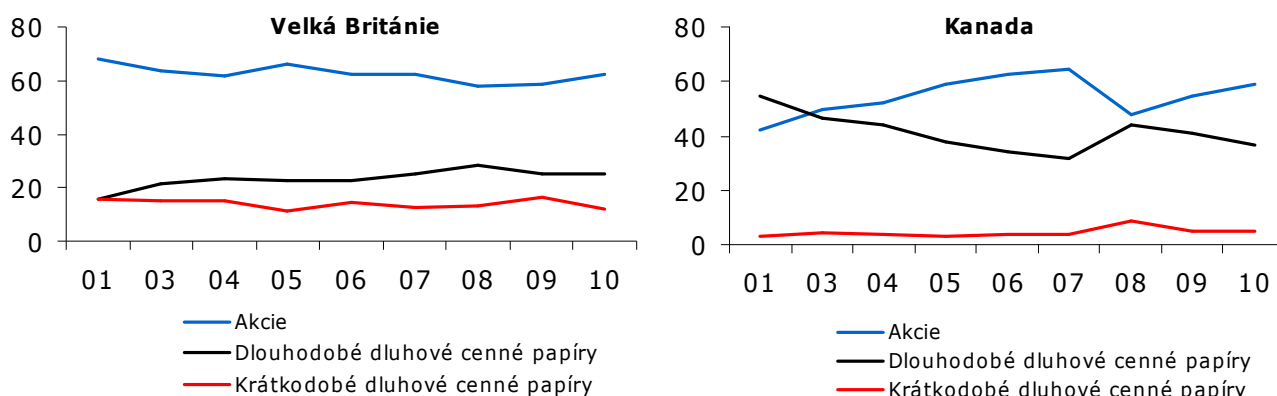 Velká Británie
80
60
40
20
0
01 03 04 05 06 07 08 09 10
Akcie
Dlouhodobé dluhové cenné papíry
Krátkodobé dluhové cenné papíry
Kanada
80
60
40
20
0
01 03 04 05 06 07 08 09 10
Akcie
Dlouhodobé dluhové cenné papíry
Krátkodobé dluhové cenné papíry